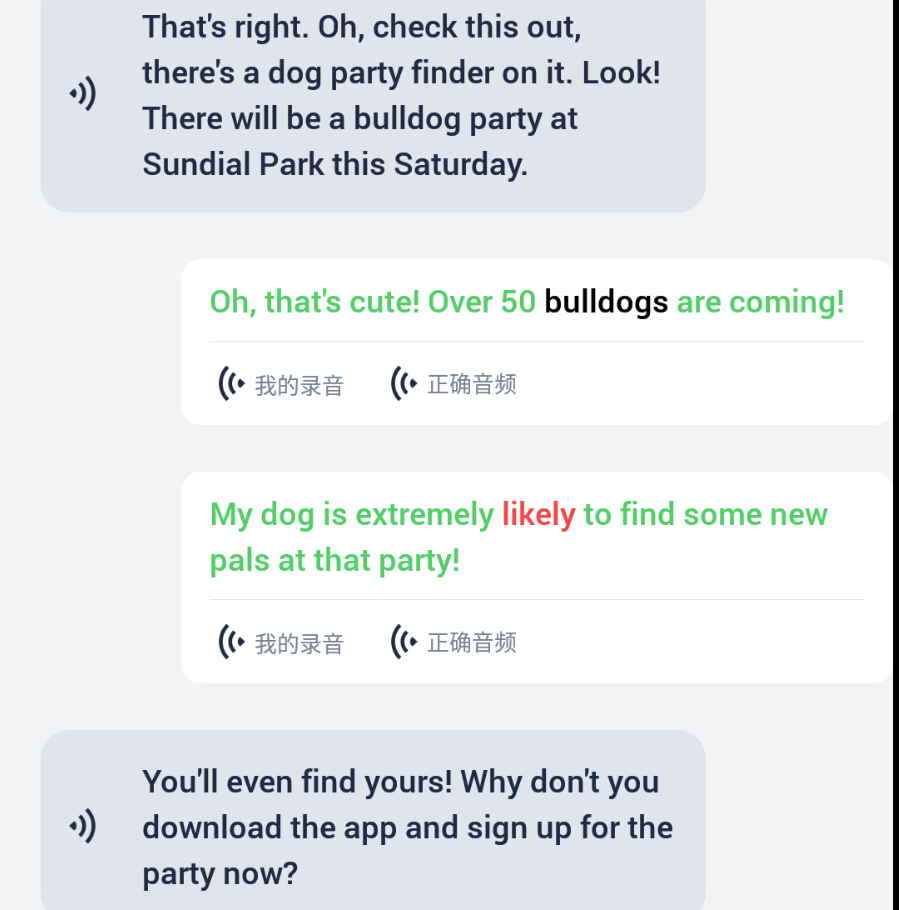 That's right. Oh, check this out,
there's a dog party finder on it. Look!
There will be a bulldog party at
Sundial Park this Saturday.
Oh, that's cute! Over 50 bulldogs are coming!
我的录音 正确音频
My dog is extremely likely to find some new
pals at that party!
我的录音 正确音频
You'll even find yours! Why don't you
download the app and sign up for the
party now?